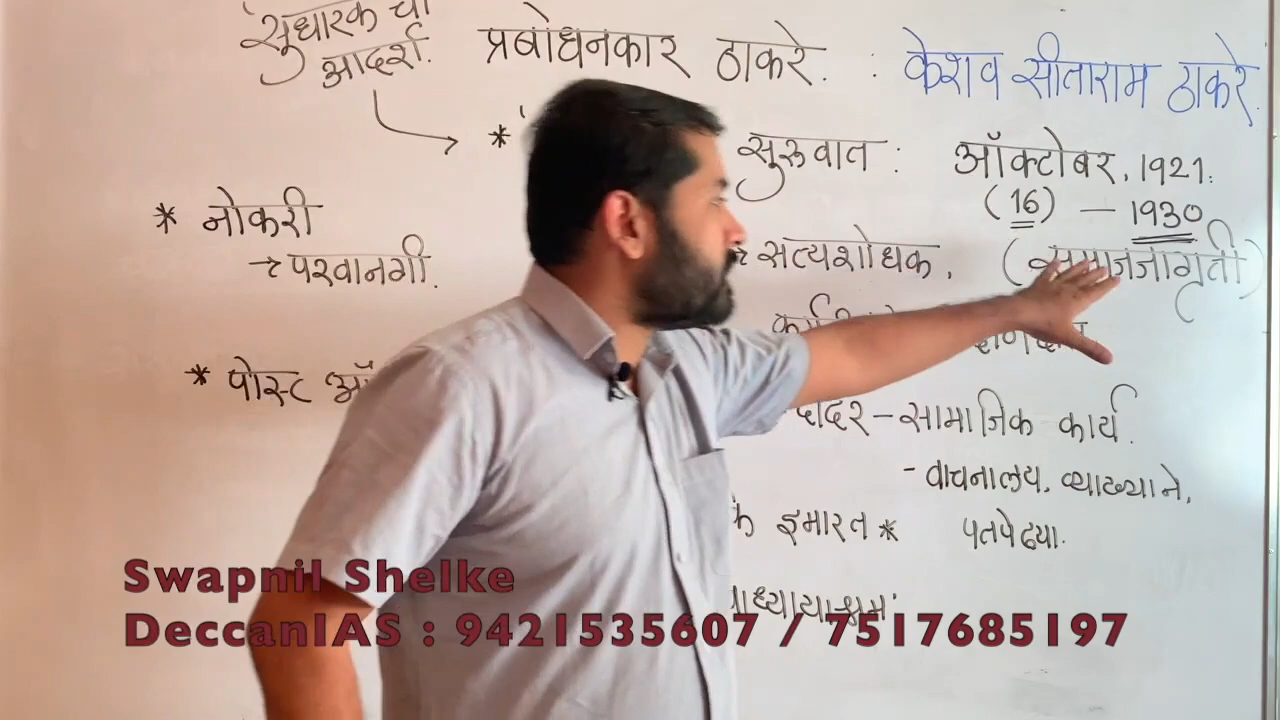 सुधारक चा
आदर्श.
प्रबोधनकार ठाकरे. : केशव सीताराम ठाकरे.
* सुरुवात : ऑक्टोबर, 1921.
(16) - 1930
* नोकरी
→ परवानगी.
→ सत्यशोधक. (समाजजागृती)
* पोस्ट ऑ
दादर - सामाजिक कार्य.
- वाचनालय, व्याख्याने,
पतपेढ्या.
इमारत *
Swapnil Shelke
DeccanIAS : 9421535607 / 7517685197